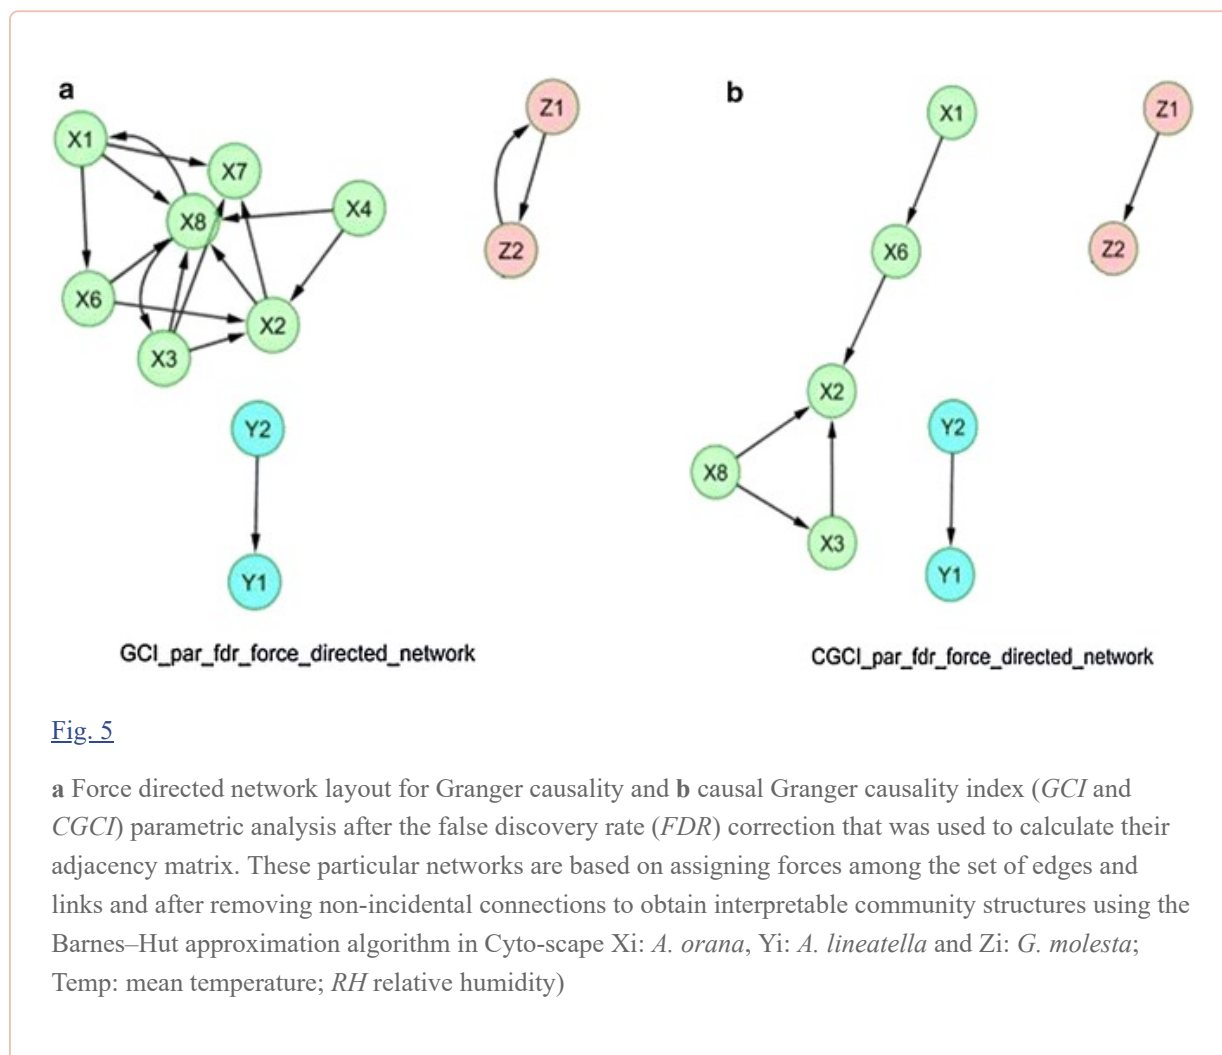 a
Z1
b
X1
Z1
X1
X7
X4
X8
Z2
X6
Z2
X6
X2
X3
X2
Y2
Y2
X8
X3
Y1
Y1
GCI_par_fdr_force_directed_network
CGCI_par_fdr_force_directed_network
Fig. 5
a Force directed network layout for Granger causality and b causal Granger causality index (GCI and
CGCI) parametric analysis after the false discovery rate (FDR) correction that was used to calculate their
adjacency matrix. These particular networks are based on assigning forces among the set of edges and
links and after removing non-incidental connections to obtain interpretable community structures using the
Barnes–Hut approximation algorithm in Cyto-scape Xi: A. orana, Yi: A. lineatella and Zi: G. molesta;
Temp: mean temperature; RH relative humidity)